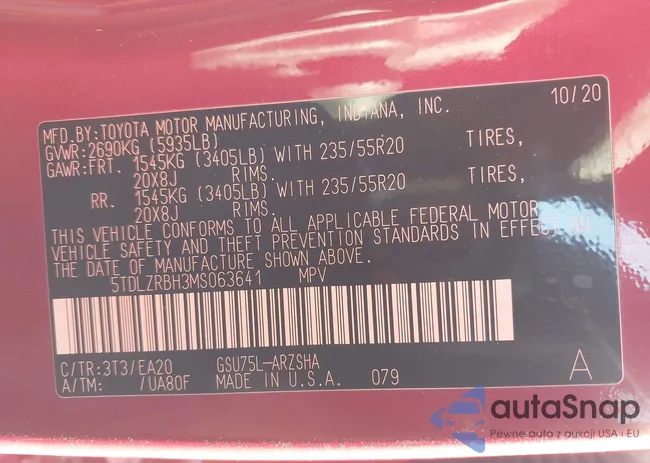 MFD.BY:TOYOTA MOTOR MANUFACTURING, INDIANA, INC. 10/20
GVWR:2690KG (5935LB)
GAWR:FRT. 1545KG (3405LB) WITH 235/55R20 TIRES,
20X8J RIMS.
RR. 1545KG (3405LB) WITH 235/55R20 TIRES,
20X8J RIMS.
THIS VEHICLE CONFORMS TO ALL APPLICABLE FEDERAL MOTOR
VEHICLE SAFETY AND THEFT PREVENTION STANDARDS IN EFFECT ON
THE DATE OF MANUFACTURE SHOWN ABOVE.
5TDLZRBH3MS063641 MPV
C/TR:3T3/EA20 GSU75L-ARZSHA
A/TM: /UA80F MADE IN U.S.A. 079 A
autaSnap
Pewne auto z aukcji USA i EU